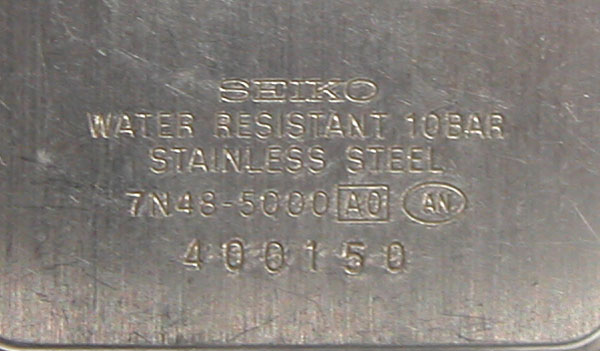 SEIKO
WATER RESISTANT 10BAR
STAINLESS STEEL
7N48-5000 A0 AN
400150